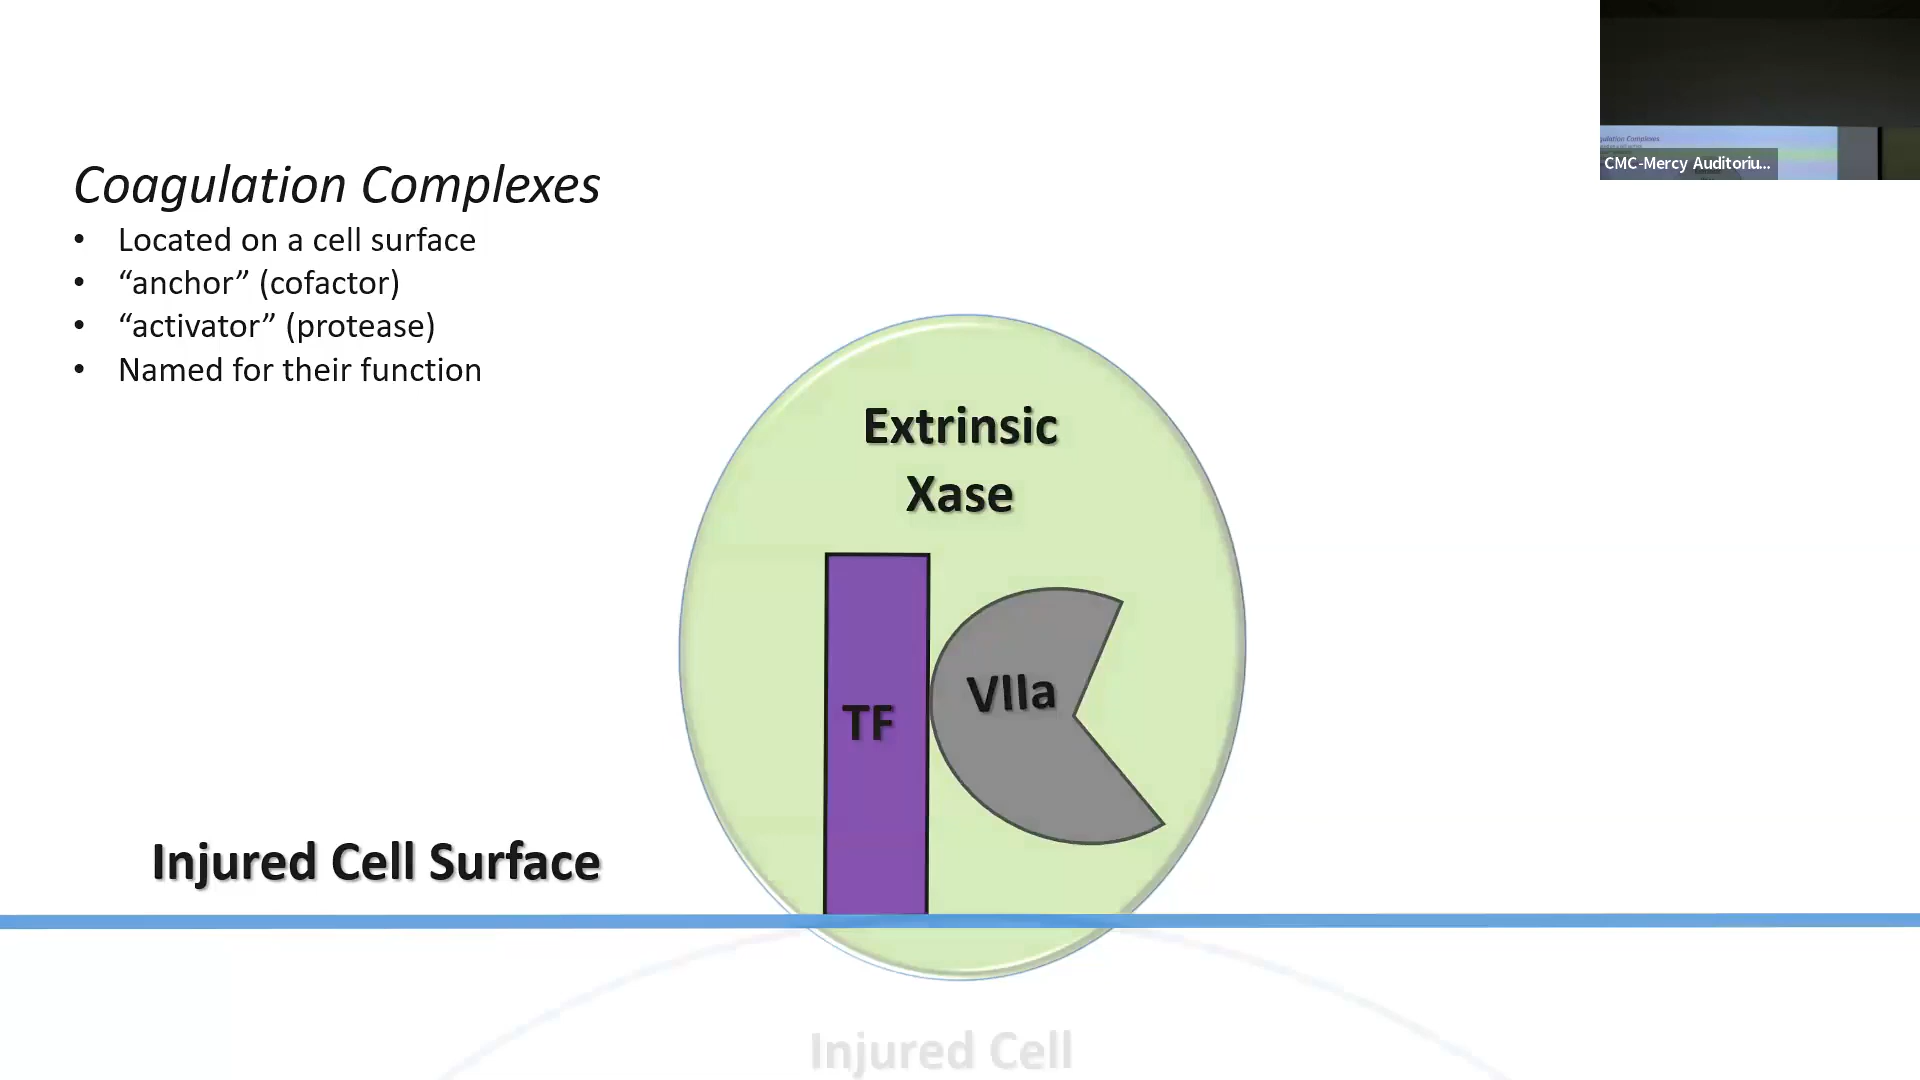 CMC-Mercy Auditoriu...
Coagulation Complexes
• Located on a cell surface
• “anchor” (cofactor)
• “activator” (protease)
• Named for their function
Extrinsic
Xase
TF
VIIa
Injured Cell Surface
Injured Cell